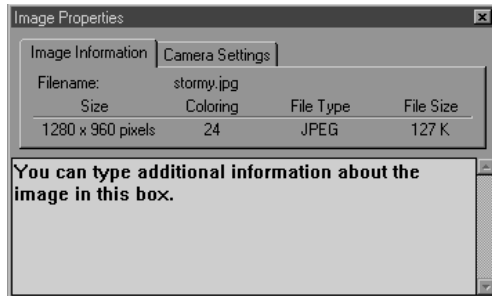 Image Properties
Image Information Camera Settings
Filename: stormy.jpg
Size Coloring File Type File Size
1280 x 960 pixels 24 JPEG 127 K
You can type additional information about the
image in this box.